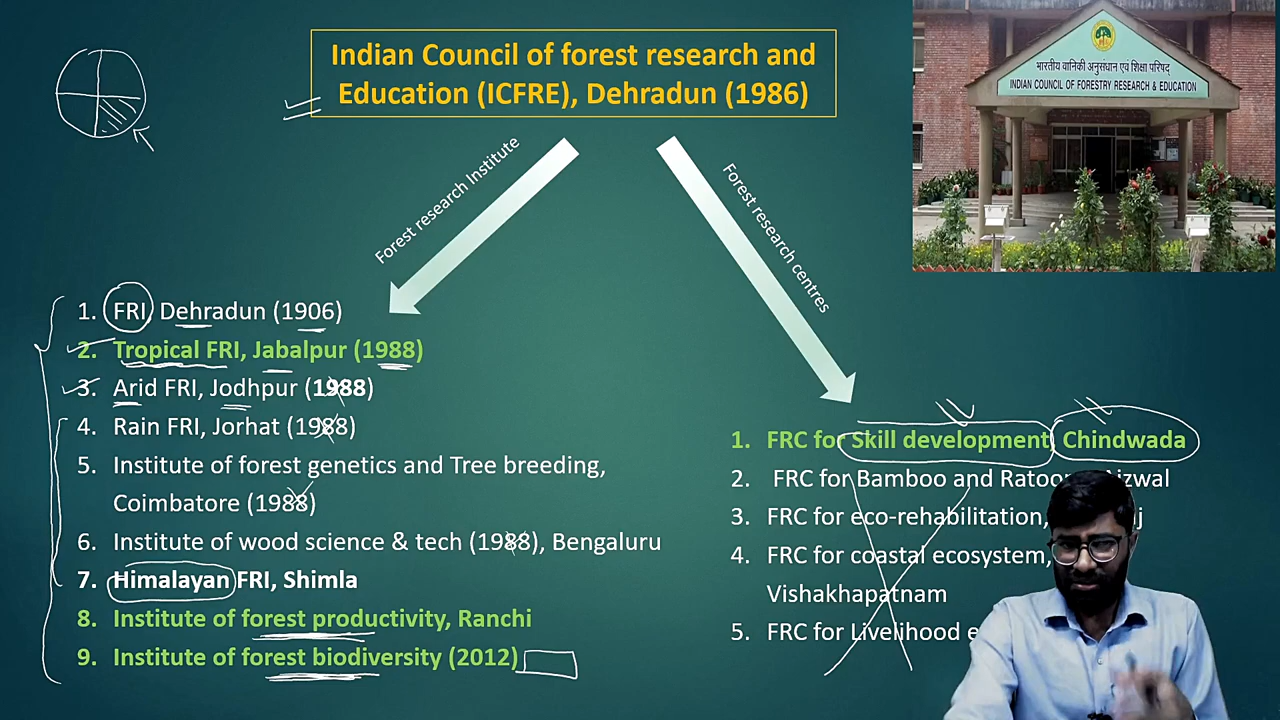 Indian Council of forest research and
Education (ICFRE), Dehradun (1986)
भारतीय वानिकी अनुसंधान एवं शिक्षा परिषद्
INDIAN COUNCIL OF FORESTRY RESEARCH & EDUCATION
Forest research Institute
Forest research centres
1. FRI, Dehradun (1906)
2. Tropical FRI, Jabalpur (1988)
3. Arid FRI, Jodhpur (1988)
4. Rain FRI, Jorhat (1988)
5. Institute of forest genetics and Tree breeding,
Coimbatore (1988)
6. Institute of wood science & tech (1988), Bengaluru
7. Himalayan FRI, Shimla
8. Institute of forest productivity, Ranchi
9. Institute of forest biodiversity (2012)
1. FRC for Skill development, Chindwada
2. FRC for Bamboo and
3. FRC for eco-rehabilitation,
4. FRC for coastal ecosystem,
Vishakhapatnam
5. FRC for Livelihood